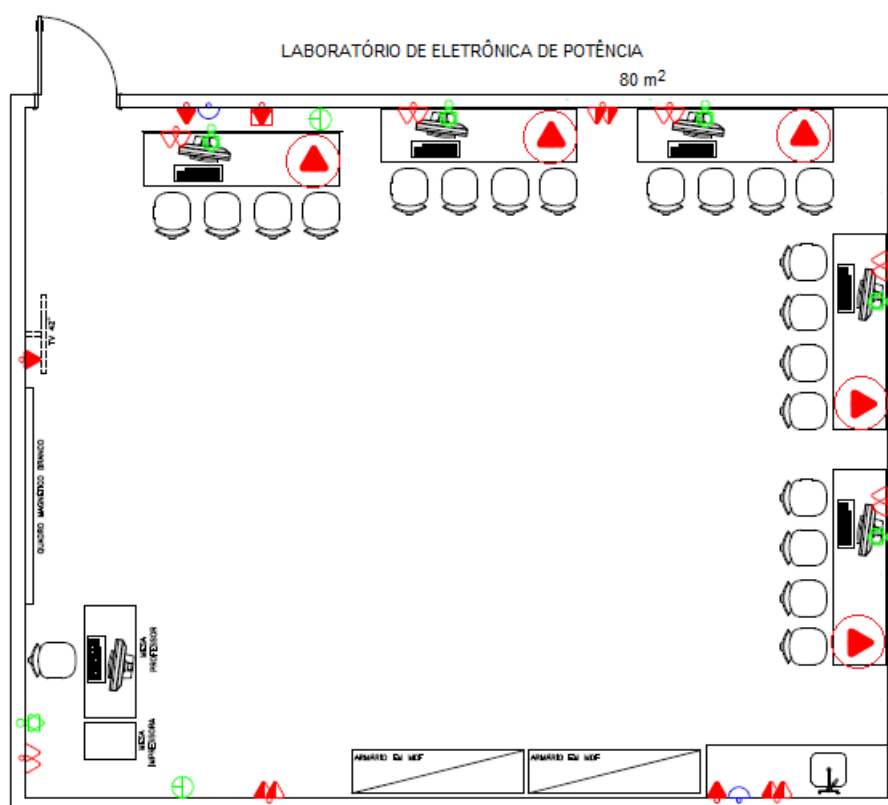 LABORATÓRIO DE ELETRÔNICA DE POTÊNCIA
80 m²
TV 42"
QUADRO MAGNÉTICO BRANCO
MESA
PROFESSOR
MESA
IMPRESSORA
ARMÁRIO EM MDF
ARMÁRIO EM MDF